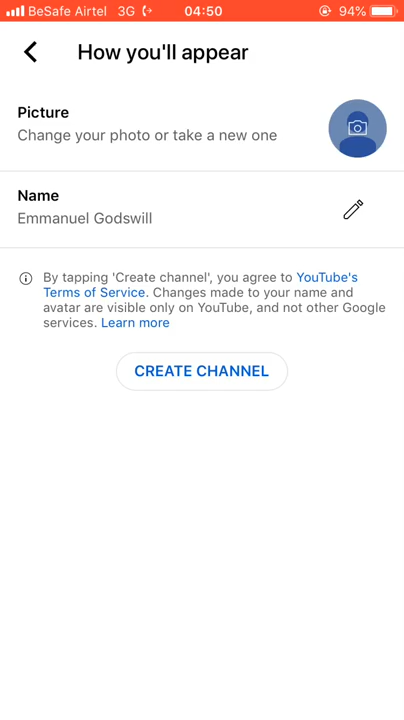 BeSafe Airtel 3G 04:50 94%
How you'll appear
Picture
Change your photo or take a new one
Name
Emmanuel Godswill
By tapping 'Create channel', you agree to YouTube's
Terms of Service. Changes made to your name and
avatar are visible only on YouTube, and not other Google
services. Learn more
CREATE CHANNEL